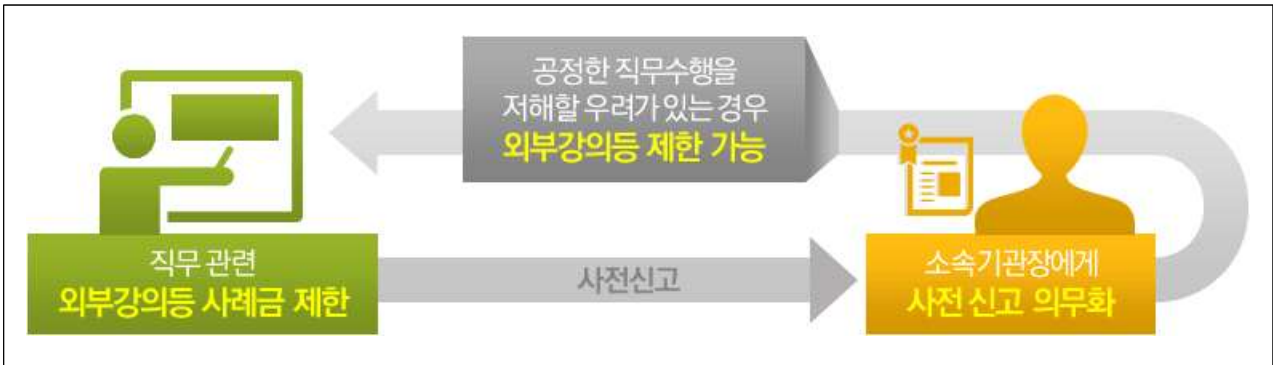 공정한 직무수행을
저해할 우려가 있는 경우
외부강의등 제한 가능
직무 관련
외부강의등 사례금 제한
사전신고
소속기관장에게
사전 신고 의무화